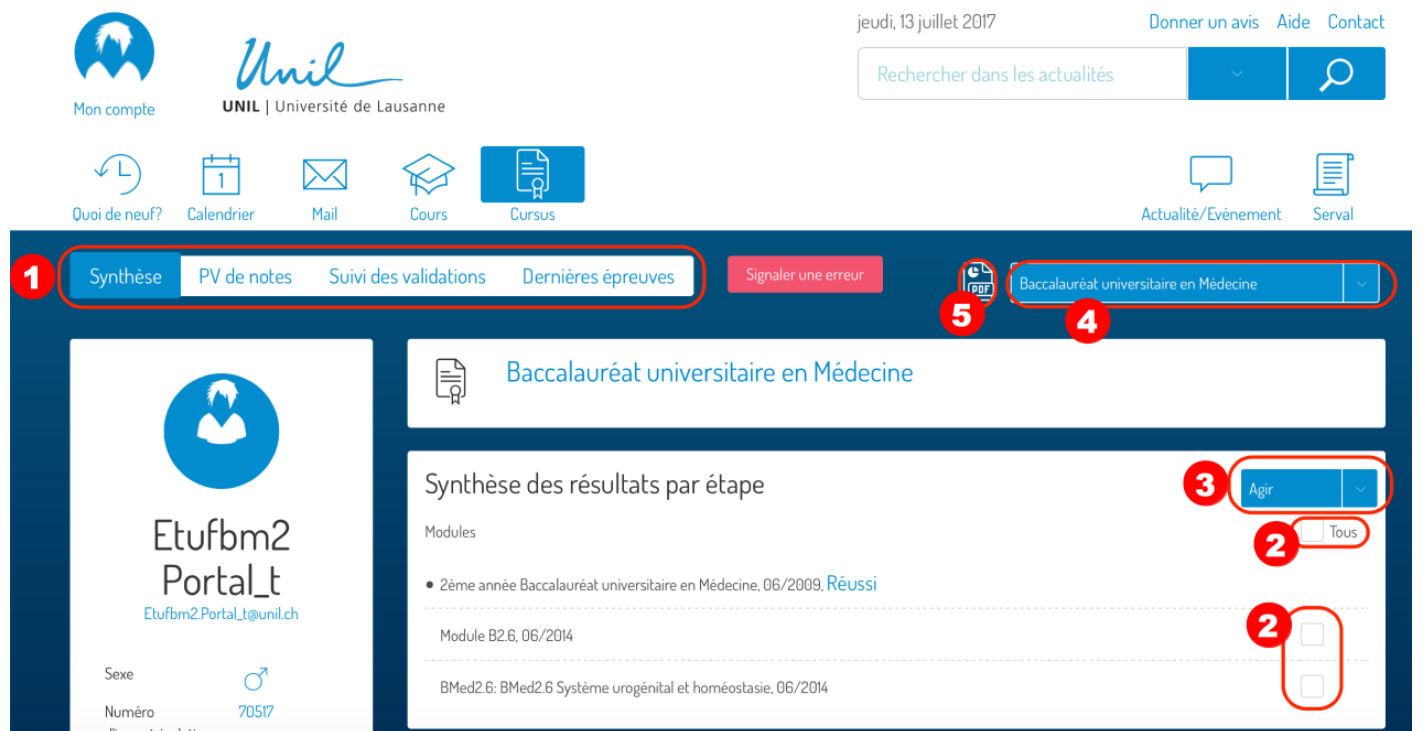 jeudi, 13 juillet 2017
Donner un avis Aide Contact
Unil
UNIL | Université de Lausanne
Rechercher dans les actualités
Mon compte
1
Quoi de neuf? Calendrier Mail Cours Cursus
Actualité/Evénement Serval
1
Synthèse PV de notes Suivi des validations Dernières épreuves
Signaler une erreur
PDF
5
Baccalauréat universitaire en Médecine
4
Baccalauréat universitaire en Médecine
Etufbm2
Portal_t
Etufbm2.Portal_t@unil.ch
Sexe
Numéro 70517
Synthèse des résultats par étape
3
Agir
Modules
2
Tous
• 2ème année Baccalauréat universitaire en Médecine, 06/2009, Réussi
Module B2.6, 06/2014
2
BMed2.6: BMed2.6 Système urogénital et homéostasie, 06/2014